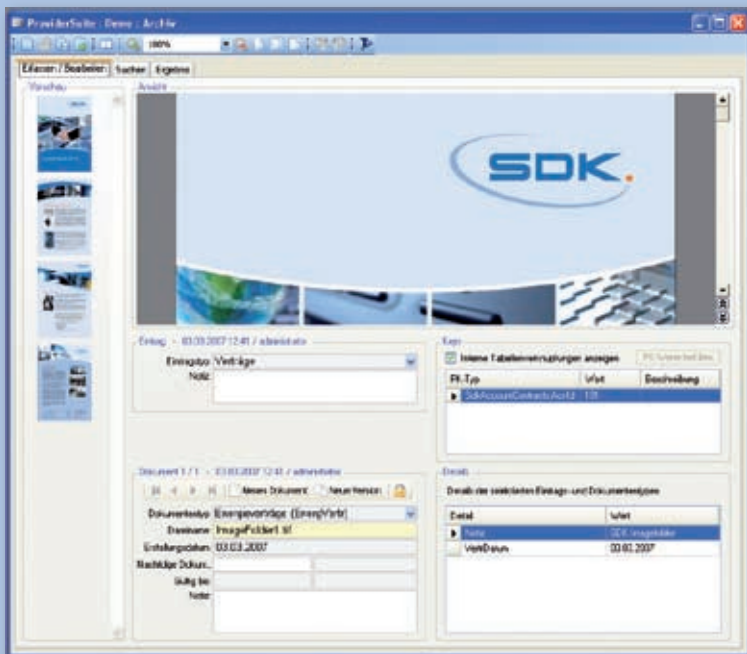 ProviderSuite : Demo : Archiv
100%
Erfassen / Bearbeiten
Suchen
Ergebnis
Vorschau
Ansicht
SDK.
Eintrag - 03.03.2007 12:41 / administrator
Eintragstyp: Verträge
Notiz:
Keys
Interne Tabellenverknüpfungen anzeigen
PK-Typ
Wert
Beschreibung
Dokument 1 / 1 - 03.03.2007 12:41 / administrator
Neues Dokument
Neue Version
Dokumententyp: Energieverträge (EnergVertr)
Dateiname: ImageFolder1.tif
Erstellungsdatum: 03.03.2007
Nachfolge Dokum..
Gültig bis:
Notiz:
Details
Details der selektierten Eintrags- und Dokumententypen
Detail
Wert
Notiz
SDK Imagefolder
VertrDatum
03.03.2007